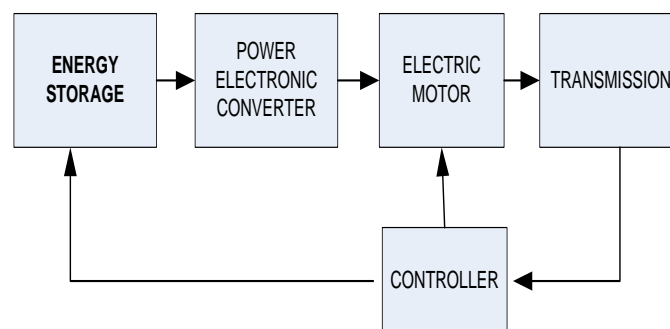 ENERGY
STORAGE
POWER
ELECTRONIC
CONVERTER
ELECTRIC
MOTOR
TRANSMISSION
CONTROLLER